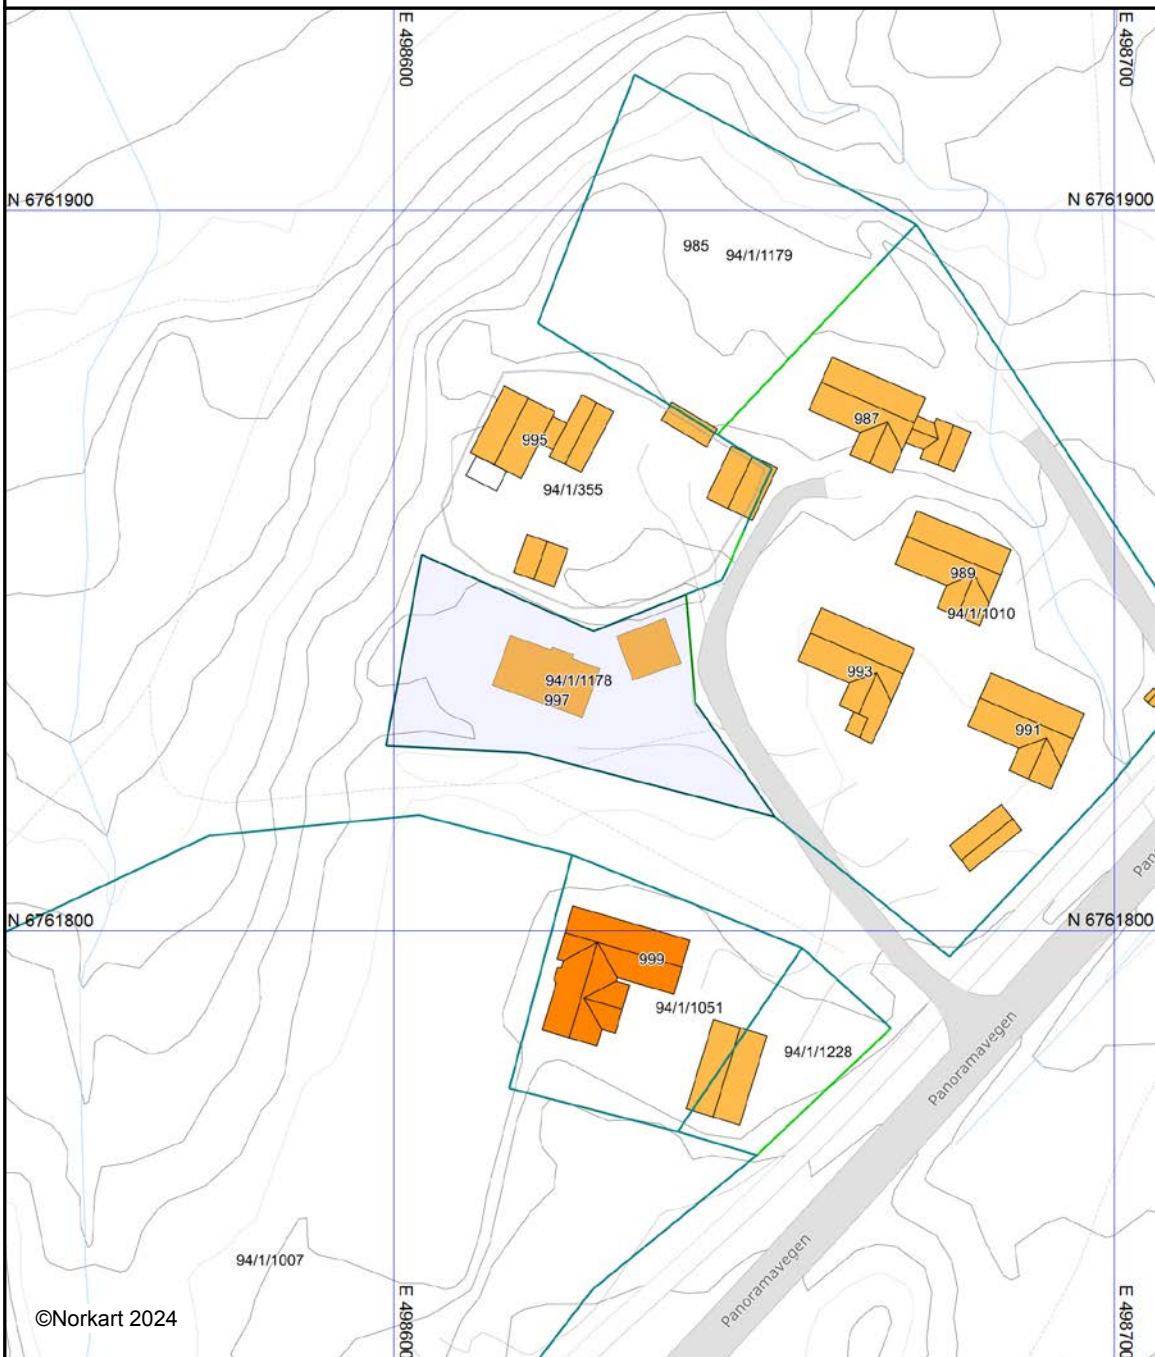 E 498600
E 498700
N 6761900
N 6761900
985
94/1/1179
987
995
94/1/355
989
94/1/1010
993
94/1/1178
997
991
Pan
N 6761800
N 6761800
999
94/1/1051
94/1/1228
Panoramavegen
94/1/1007
Panoramavegen
©Norkart 2024
E 498600
E 498700